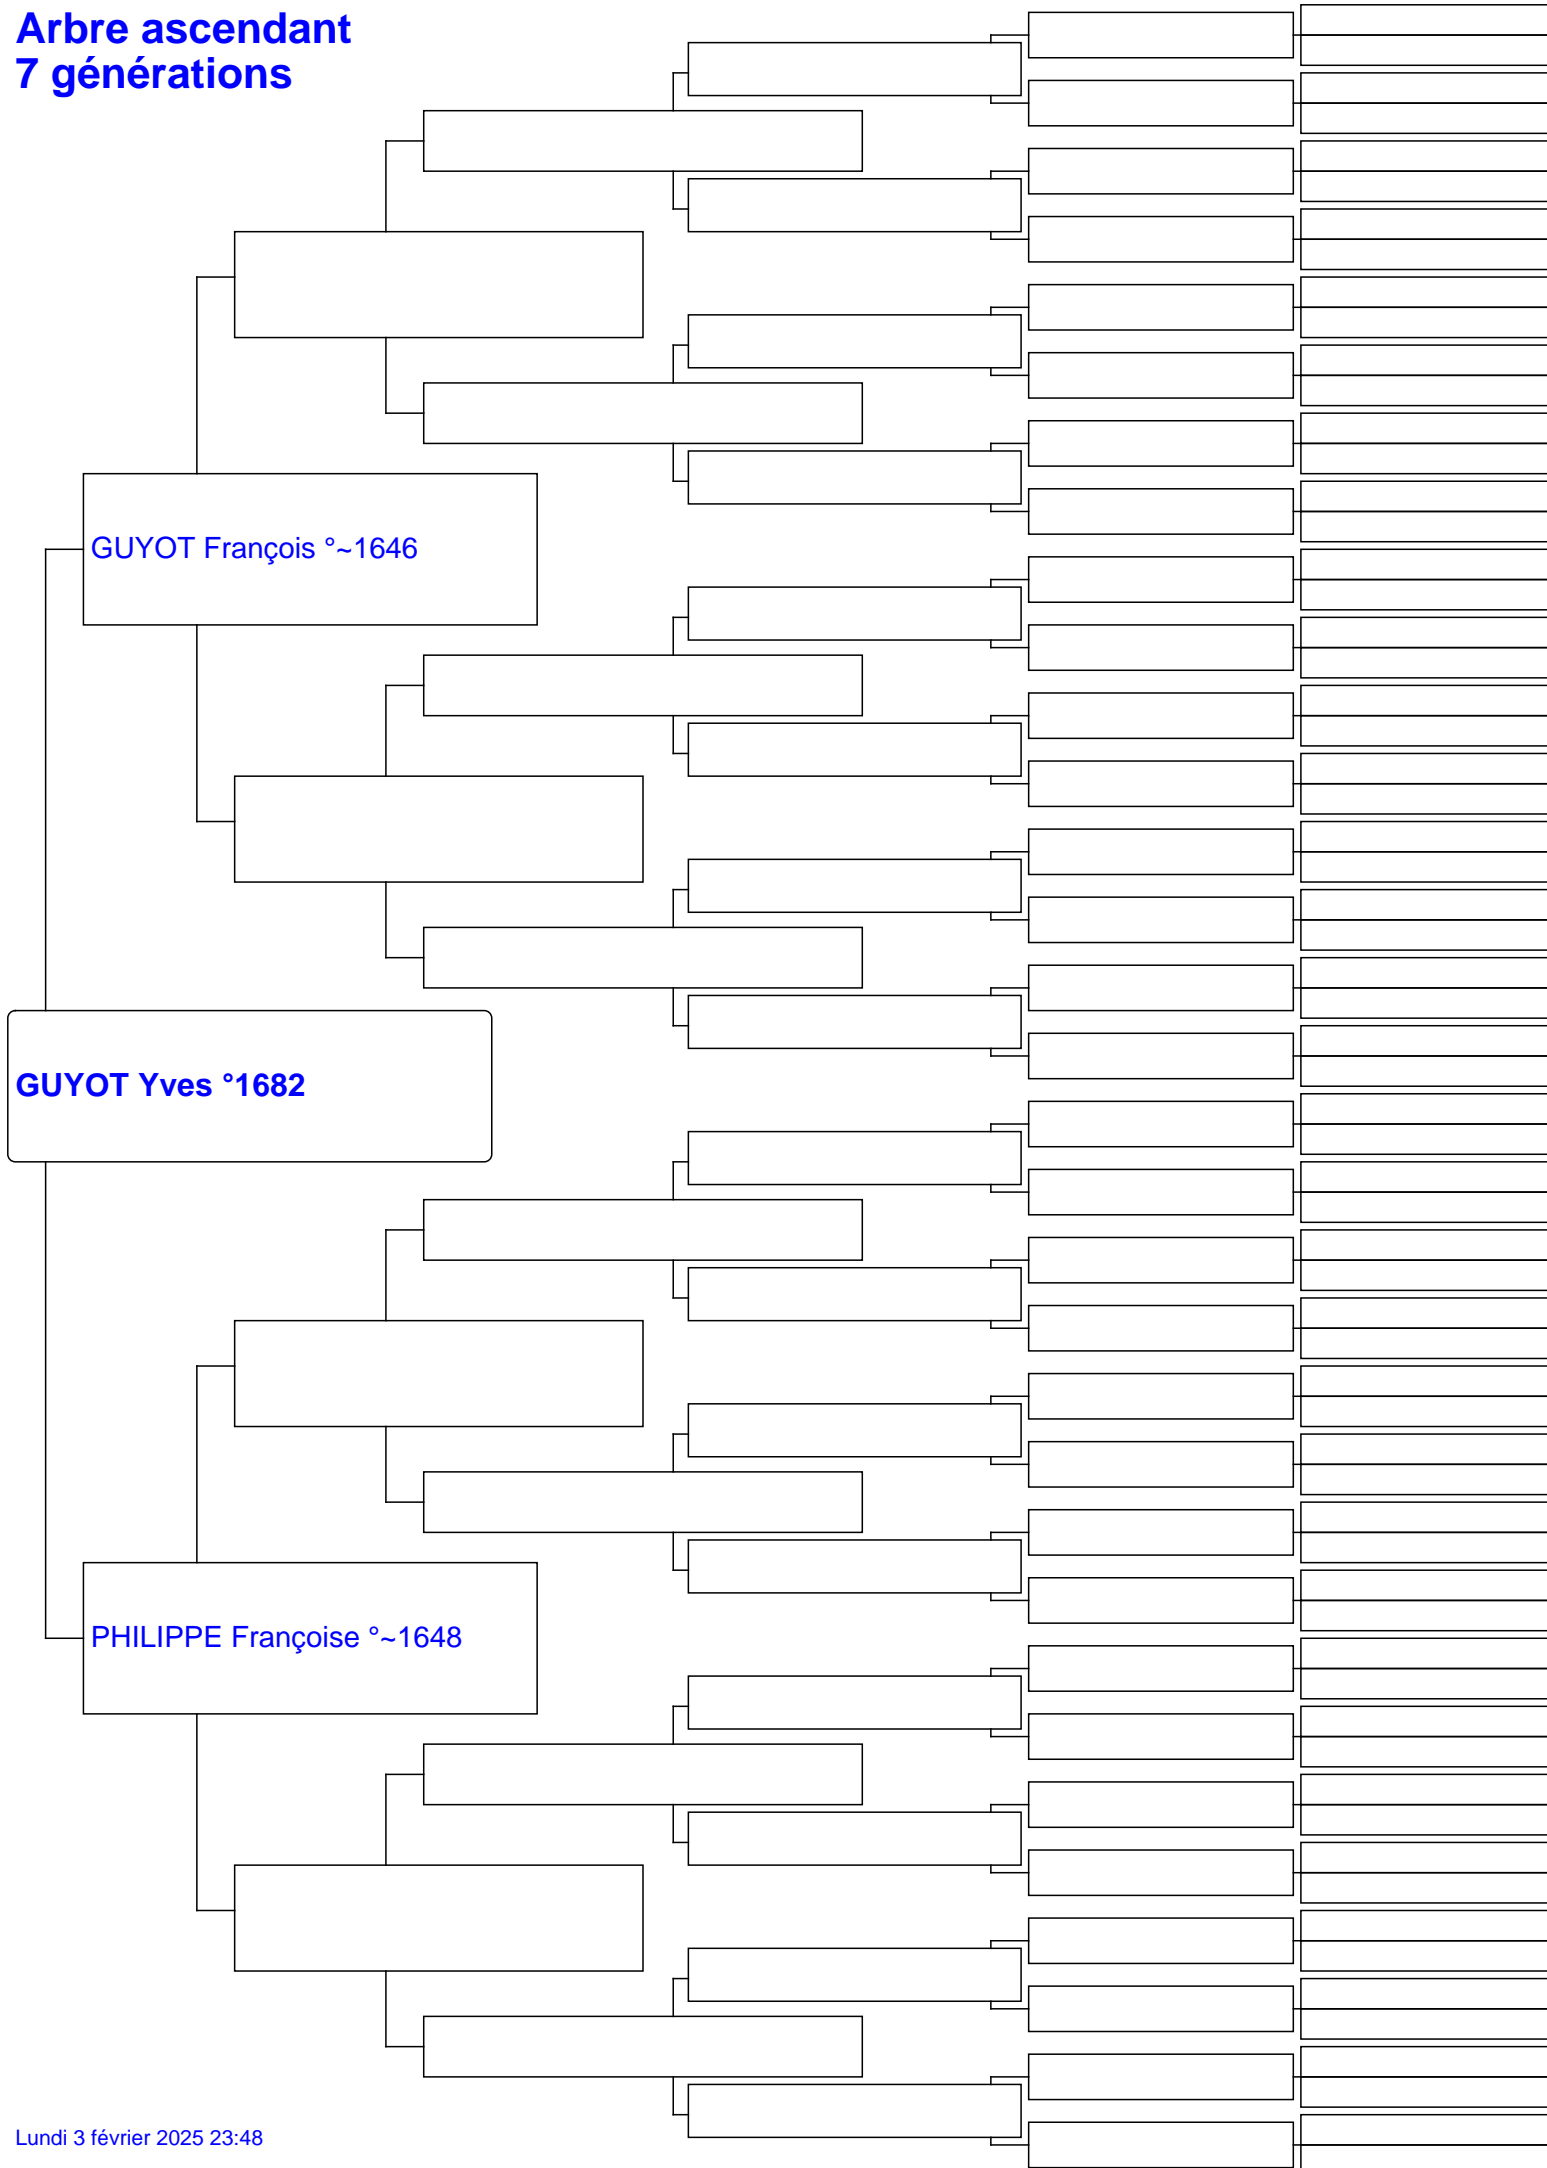 Arbre ascendant
7 générations
GUYOT François °~1646
GUYOT Yves °1682
PHILIPPE Françoise °~1648
Lundi 3 février 2025 23:48